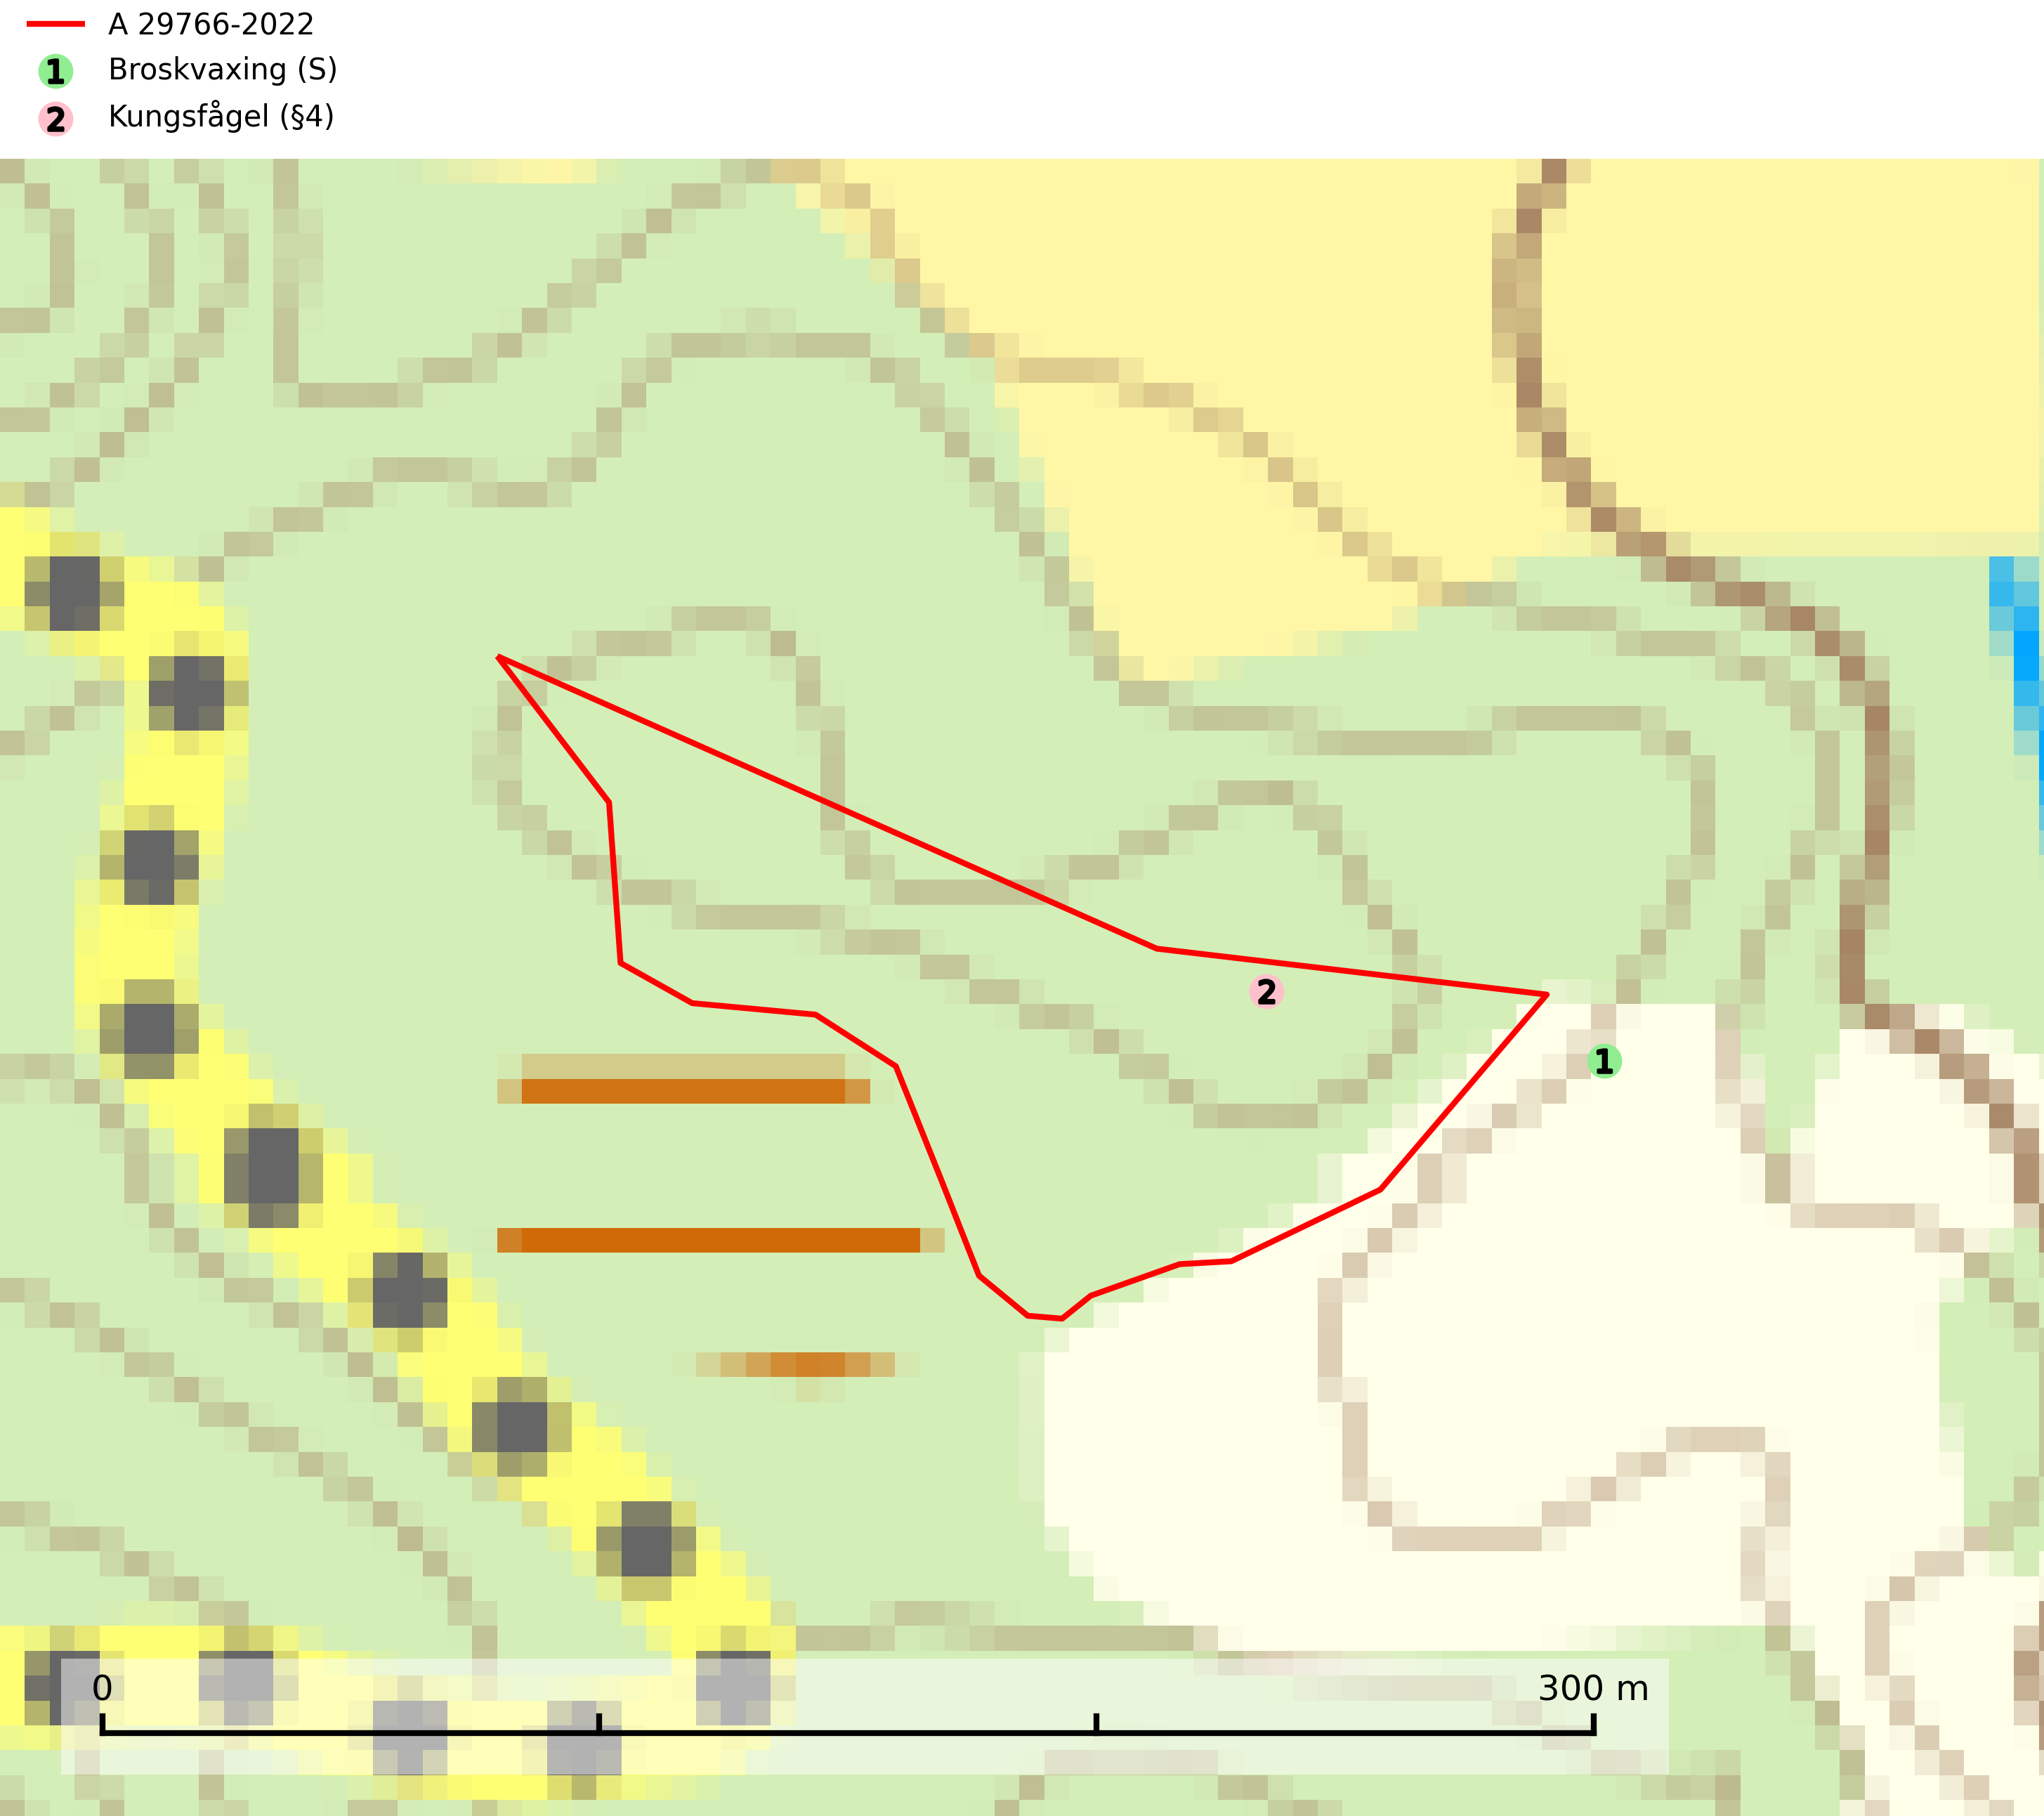 A 29766-2022
1 Broskvaxing (S)
2 Kungsfågel (§4)
2
1
0 300 m